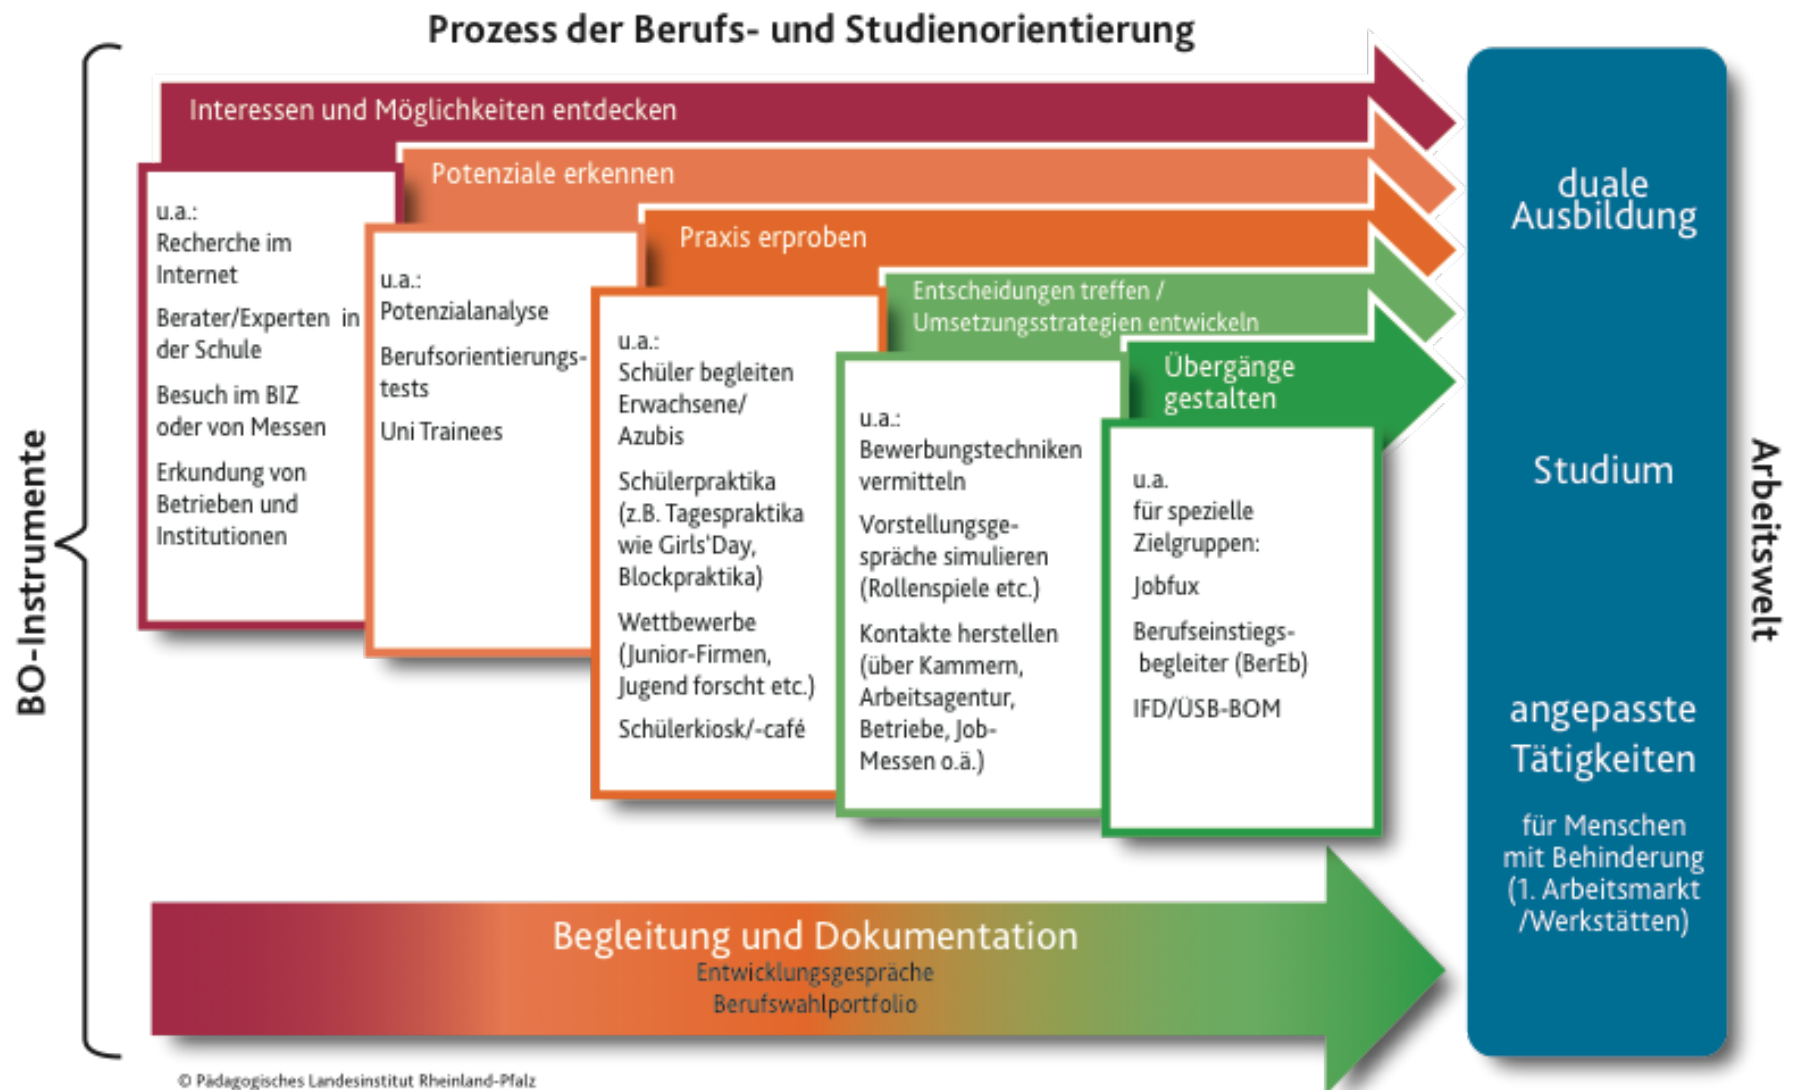 Prozess der Berufs- und Studienorientierung
BO-Instrumente
Interessen und Möglichkeiten entdecken
u.a.:
Recherche im
Internet
Berater/Experten in
der Schule
Besuch im BIZ
oder von Messen
Erkundung von
Betrieben und
Institutionen
Potenziale erkennen
u.a.:
Potenzialanalyse
Berufsorientierungs-
tests
Uni Trainees
Praxis erproben
u.a.:
Schüler begleiten
Erwachsene/
Azubis
Schülerpraktika
(z.B. Tagespraktika
wie Girls'Day,
Blockpraktika)
Wettbewerbe
(Junior-Firmen,
Jugend forscht etc.)
Schülerkiosk/-café
Entscheidungen treffen /
Umsetzungsstrategien entwickeln
u.a.:
Bewerbungstechniken
vermitteln
Vorstellungsge-
spräche simulieren
(Rollenspiele etc.)
Kontakte herstellen
(über Kammern,
Arbeitsagentur,
Betriebe, Job-
Messen o.ä.)
Übergänge
gestalten
u.a.
für spezielle
Zielgruppen:
Jobfux
Berufseinstiegs-
begleiter (BerEb)
IFD/ÜSB-BOM
duale
Ausbildung
Studium
angepasste
Tätigkeiten
für Menschen
mit Behinderung
(1. Arbeitsmarkt
/Werkstätten)
Arbeitswelt
Begleitung und Dokumentation
Entwicklungsgespräche
Berufswahlportfolio
© Pädagogisches Landesinstitut Rheinland-Pfalz